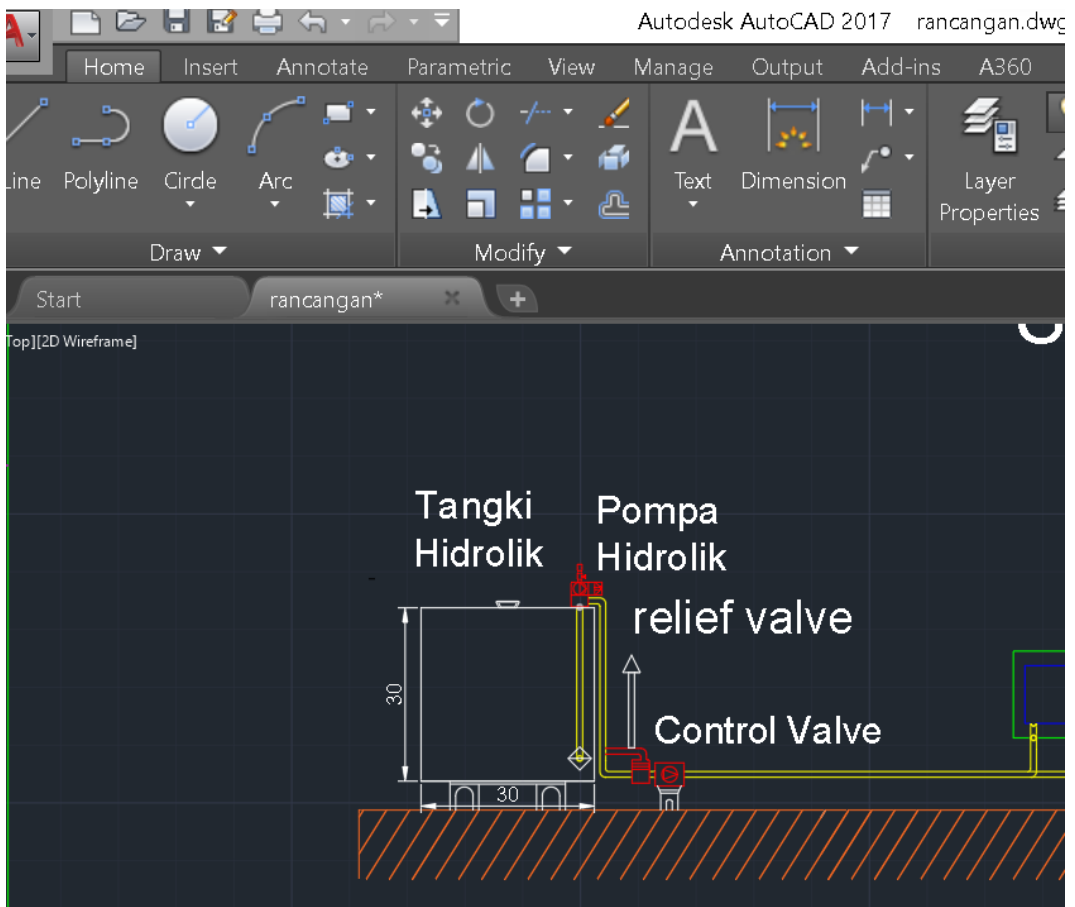 Autodesk AutoCAD 2017 rancangan.dwg
Home Insert Annotate Parametric View Manage Output Add-ins A360
Line Polyline Circle Arc Text Dimension Layer
Properties
Draw Modify Annotation
Start rancangan*
Top][2D Wireframe]
Tangki
Hidrolik
Pompa
Hidrolik
relief valve
30
Control Valve
30